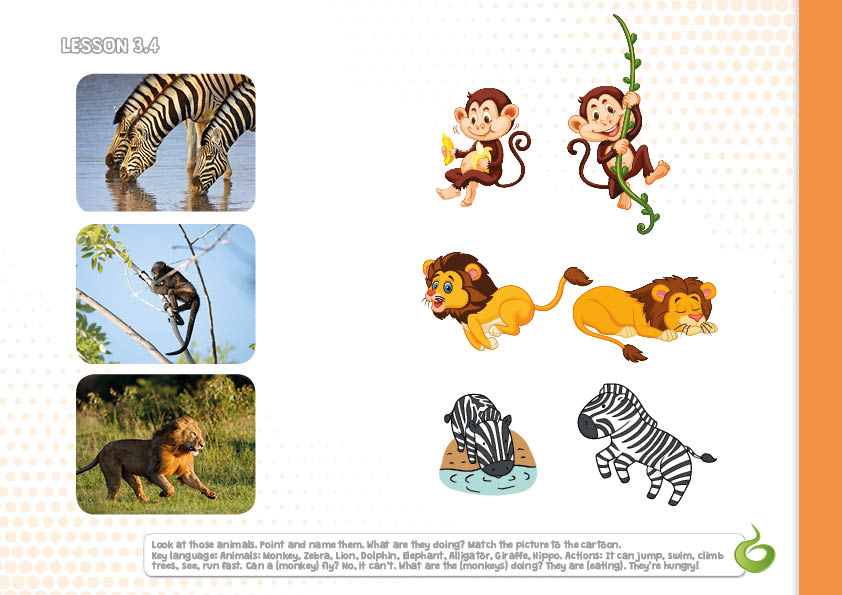 LESSON 3.4
Look at those animals. Point and name them. What are they doing? Match the picture to the cartoon.
Key language: Animals: Monkey, Zebra, Lion, Dolphin, Elephant, Alligator, Giraffe, Hippo. Actions: It can jump, swim, climb
trees, see, run fast. Can a (monkey) fly? No, it can't. What are the (monkeys) doing? They are (eating). They're hungry!